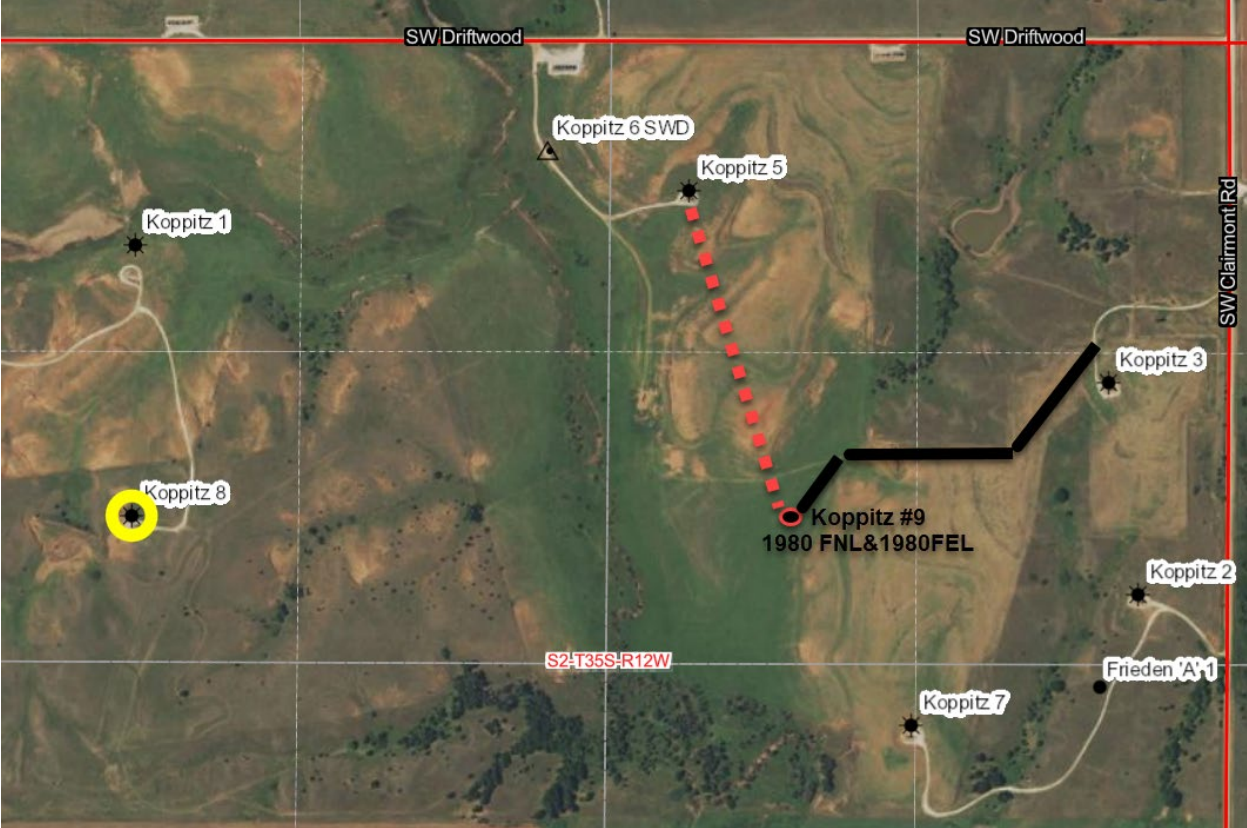 SW Driftwood
SW Driftwood
Koppitz 6 SWD
Koppitz 5
Koppitz 1
SW Clairmont Rd
Koppitz 3
Koppitz 8
Koppitz #9
1980 FNL&1980FEL
Koppitz 2
S2-T35S-R12W
Frieden 'A' 1
Koppitz 7